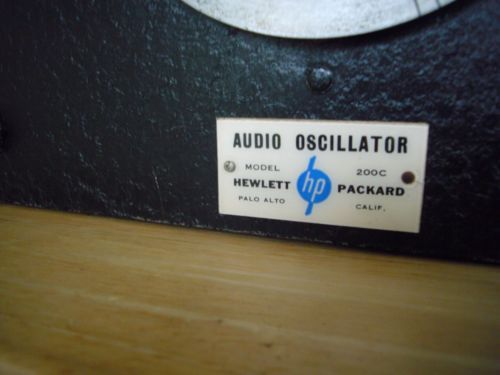 AUDIO OSCILLATOR
MODEL 200C
HEWLETT hp PACKARD
PALO ALTO CALIF.